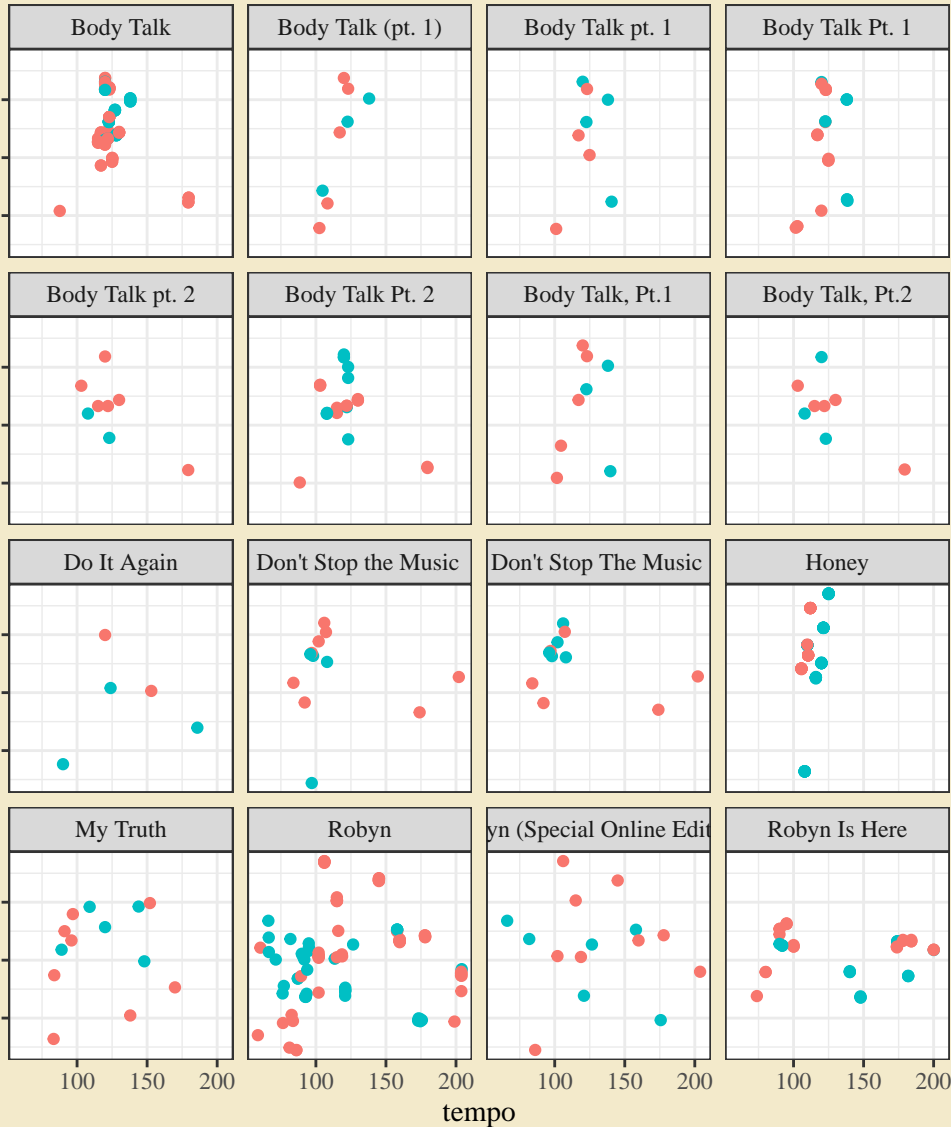 Body Talk
Body Talk (pt. 1)
Body Talk pt. 1
Body Talk Pt. 1
Body Talk pt. 2
Body Talk Pt. 2
Body Talk, Pt.1
Body Talk, Pt.2
Do It Again
Don't Stop the Music
Don't Stop The Music
Honey
My Truth
Robyn
yn (Special Online Edit
Robyn Is Here
100 150 200 100 150 200 100 150 200 100 150 200
tempo